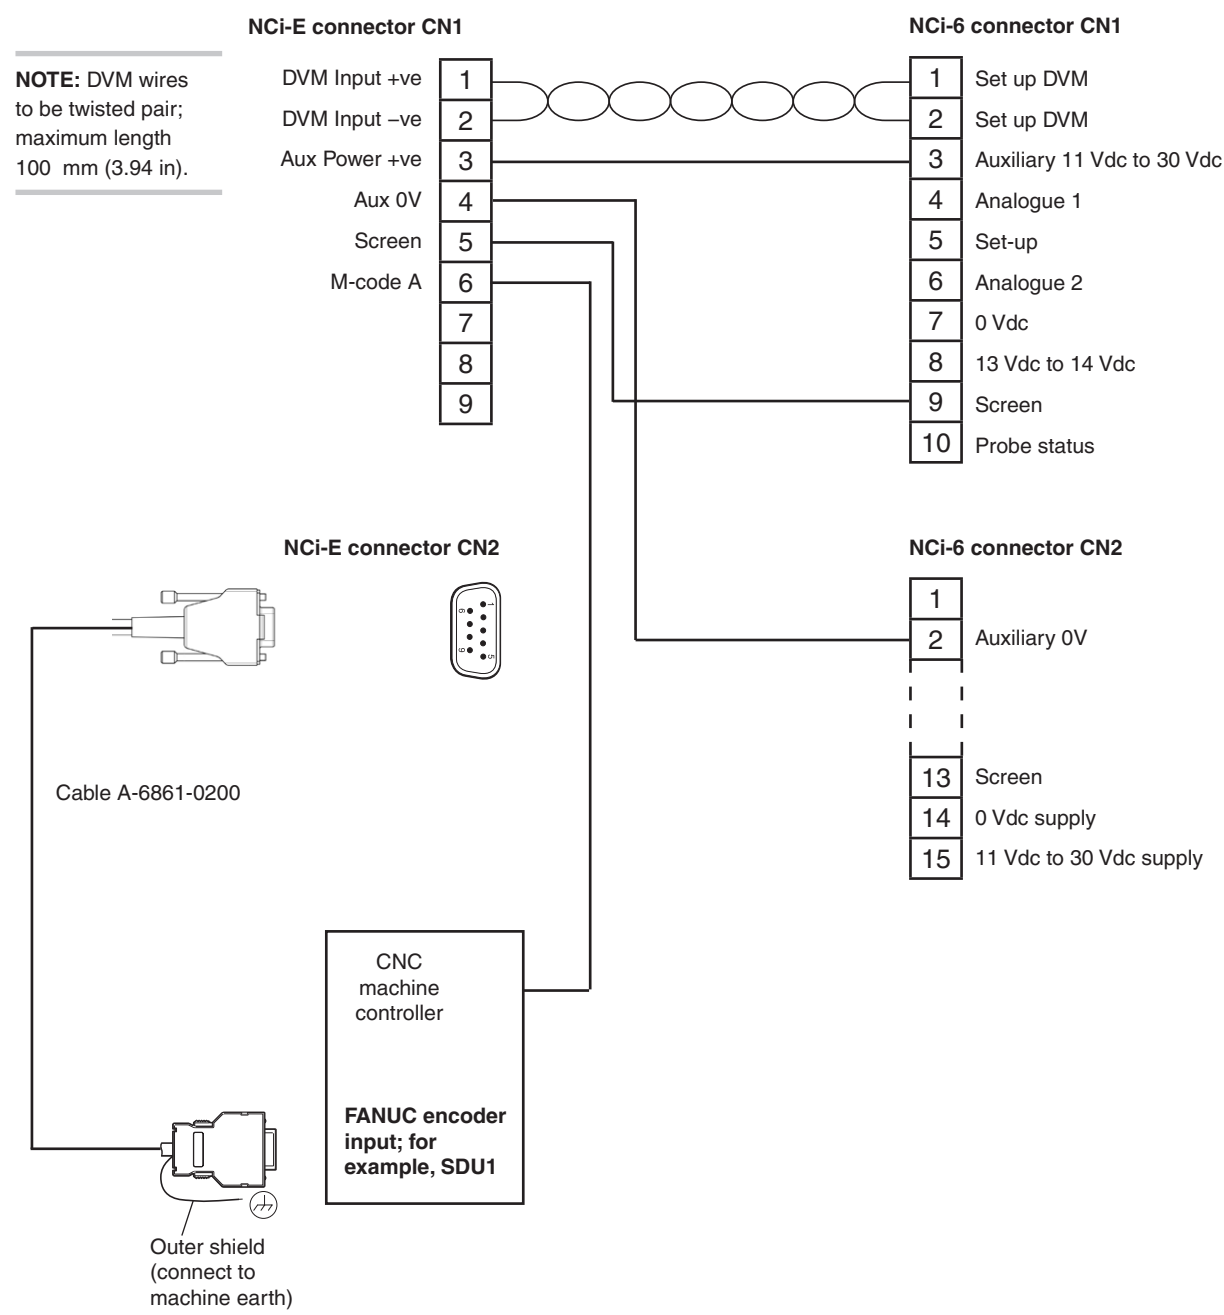 NCi-E connector CN1
NCi-6 connector CN1
NOTE: DVM wires
to be twisted pair;
maximum length
100 mm (3.94 in).
DVM Input +ve
1
DVM Input –ve
2
Aux Power +ve
3
Aux 0V
4
Screen
5
M-code A
6
7
8
9
1
Set up DVM
2
Set up DVM
3
Auxiliary 11 Vdc to 30 Vdc
4
Analogue 1
5
Set-up
6
Analogue 2
7
0 Vdc
8
13 Vdc to 14 Vdc
9
Screen
10
Probe status
NCi-E connector CN2
1
6
9
5
NCi-6 connector CN2
1
2
Auxiliary 0V
13
Screen
14
0 Vdc supply
15
11 Vdc to 30 Vdc supply
Cable A-6861-0200
CNC
machine
controller
FANUC encoder
input; for
example, SDU1
Outer shield
(connect to
machine earth)